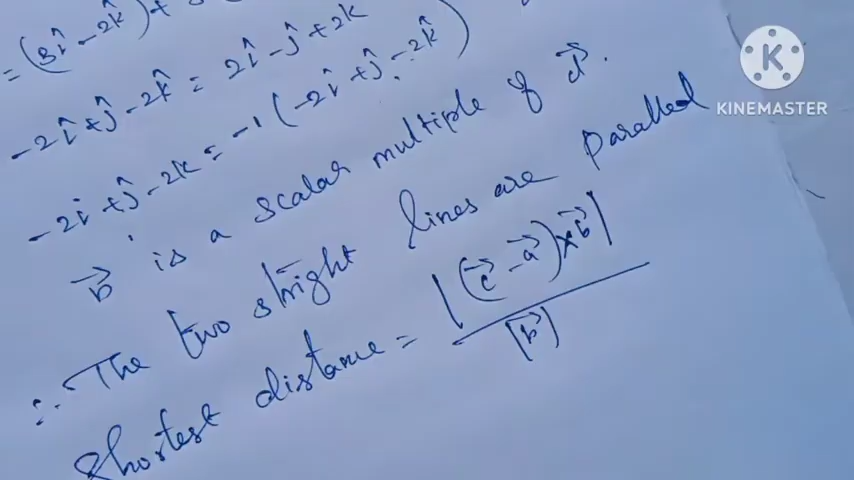 = (3î - 2k̂) +
-2î + ĵ - 2k̂ = 2î - ĵ + 2k
-2î + ĵ - 2k = -1 (-2î + ĵ - 2k̂)
b⃗ is a scalar multiple of d⃗.
∴ The two stright lines are parallel
Shortest distance = |(c⃗ - a⃗) × b⃗| / |b⃗|
KINEMASTER